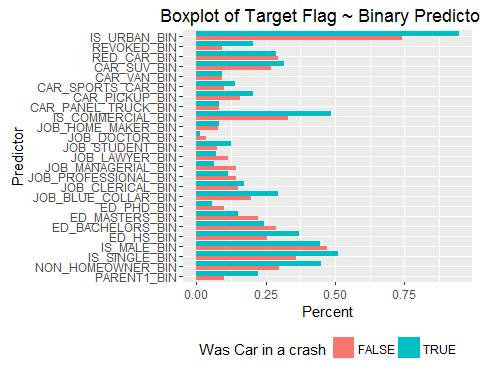 Boxplot of Target Flag ~ Binary Predicto
IS_URBAN_BIN
REVOKED_BIN
RED_CAR_BIN
CAR_SUV_BIN
CAR_VAN_BIN
CAR_SPORTS_CAR_BIN
CAR_PICKUP_BIN
CAR_PANEL_TRUCK_BIN
IS_COMMERCIAL_BIN
JOB_HOME_MAKER_BIN
JOB_DOCTOR_BIN
JOB_STUDENT_BIN
JOB_LAWYER_BIN
JOB_MANAGERIAL_BIN
JOB_PROFESSIONAL_BIN
JOB_CLERICAL_BIN
JOB_BLUE_COLLAR_BIN
ED_PHD_BIN
ED_MASTERS_BIN
ED_BACHELORS_BIN
ED_HS_BIN
IS_MALE_BIN
IS_SINGLE_BIN
NON_HOMEOWNER_BIN
PARENT1_BIN
Predictor
0.00 0.25 0.50 0.75
Percent
Was Car in a crash FALSE TRUE